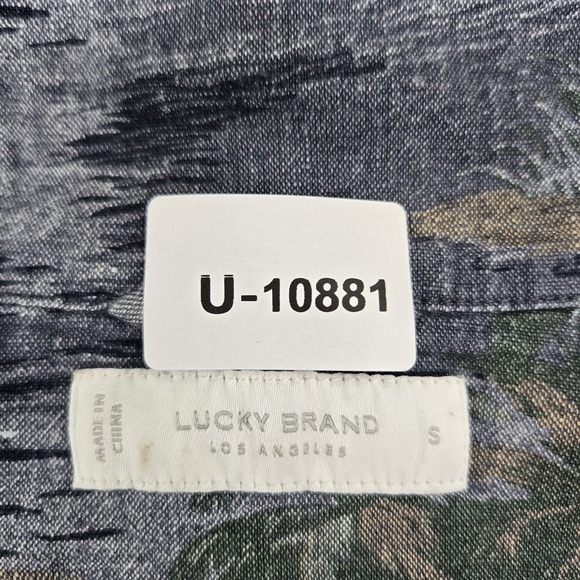 U-10881
MADE IN
CHINA
LUCKY BRAND
LOS ANGELES
S